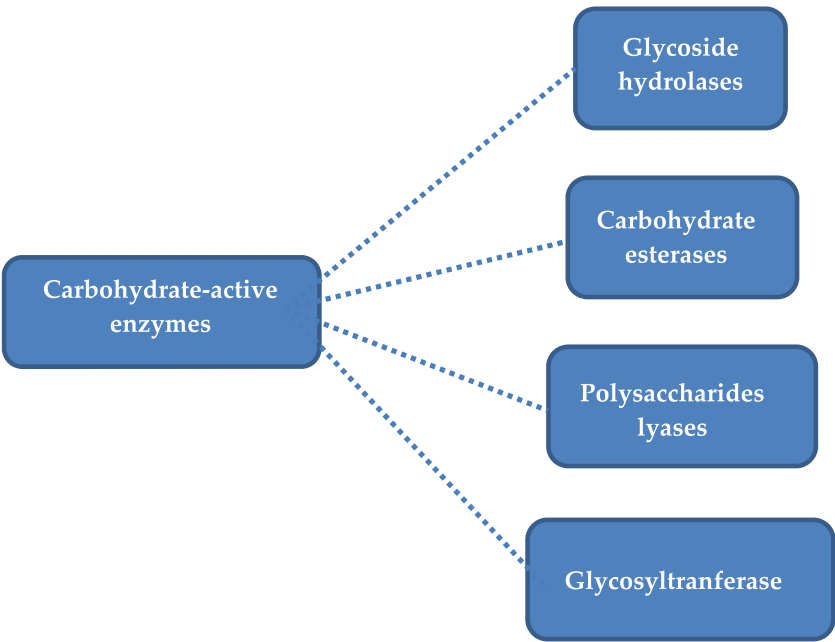 Glycoside
hydrolases
Carbohydrate
esterases
Carbohydrate-active
enzymes
Polysaccharides
lyases
Glycosyltranferase